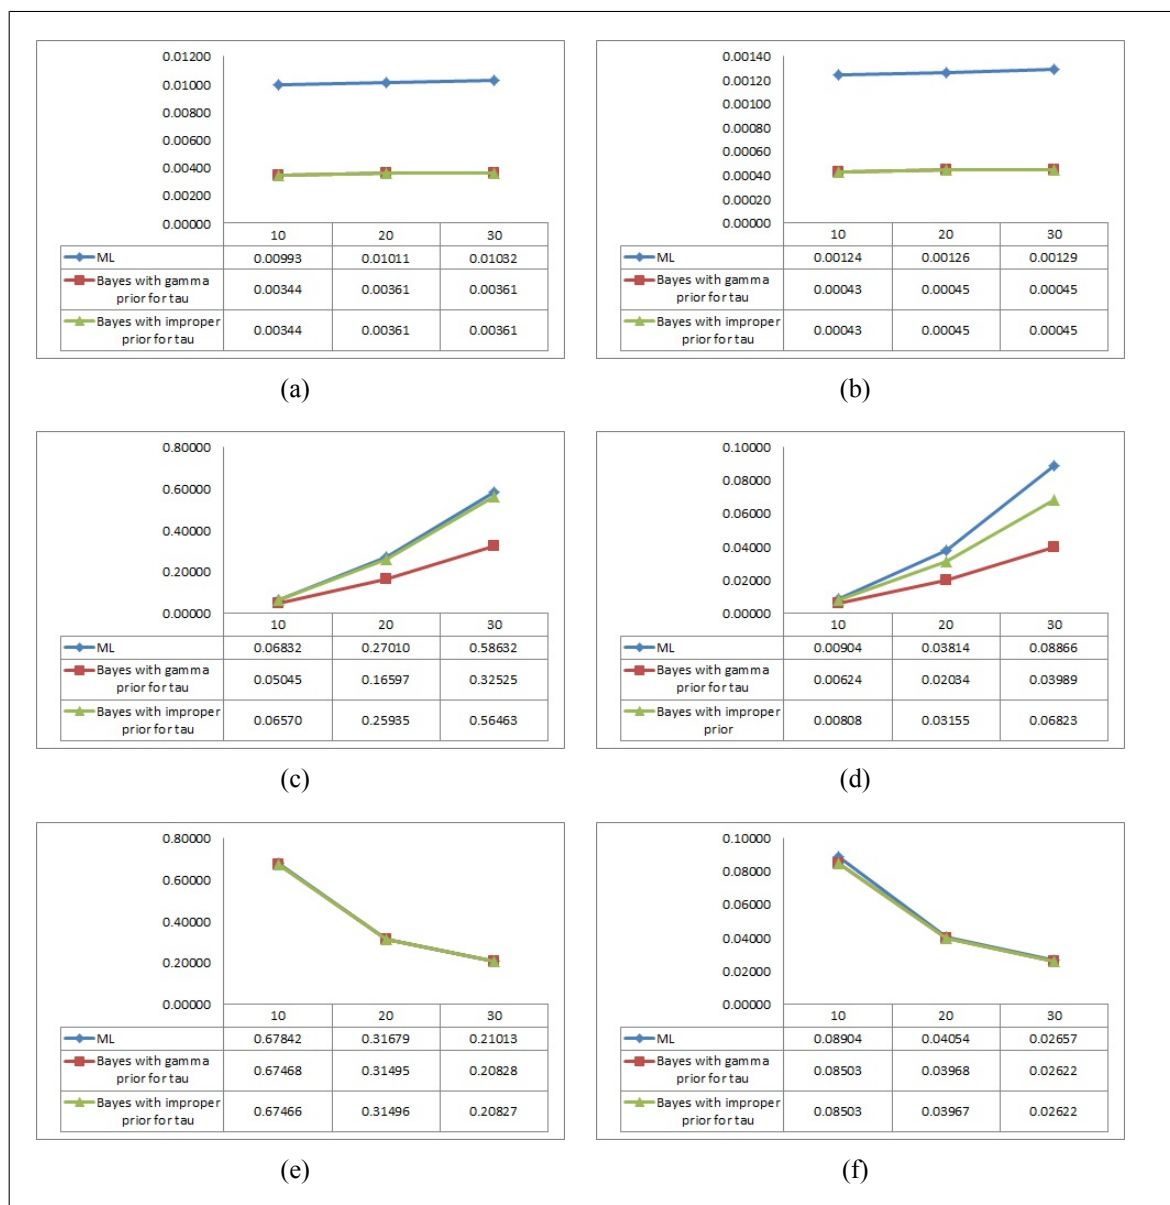 0.01200
0.01000
0.00800
0.00600
0.00400
0.00200
0.00000
10 20 30
ML 0.00993 0.01011 0.01032
Bayes with gamma
prior for tau 0.00344 0.00361 0.00361
Bayes with improper
prior for tau 0.00344 0.00361 0.00361
(a)
0.00140
0.00120
0.00100
0.00080
0.00060
0.00040
0.00020
0.00000
10 20 30
ML 0.00124 0.00126 0.00129
Bayes with gamma
prior for tau 0.00043 0.00045 0.00045
Bayes with improper
prior for tau 0.00043 0.00045 0.00045
(b)
0.80000
0.60000
0.40000
0.20000
0.00000
10 20 30
ML 0.06832 0.27010 0.58632
Bayes with gamma
prior for tau 0.05045 0.16597 0.32525
Bayes with improper
prior for tau 0.06570 0.25935 0.56463
(c)
0.10000
0.08000
0.06000
0.04000
0.02000
0.00000
10 20 30
ML 0.00904 0.03814 0.08866
Bayes with gamma
prior for tau 0.00624 0.02034 0.03989
Bayes with improper
prior 0.00808 0.03155 0.06823
(d)
0.80000
0.60000
0.40000
0.20000
0.00000
10 20 30
ML 0.67842 0.31679 0.21013
Bayes with gamma
prior for tau 0.67468 0.31495 0.20828
Bayes with improper
prior for tau 0.67466 0.31496 0.20827
(e)
0.10000
0.08000
0.06000
0.04000
0.02000
0.00000
10 20 30
ML 0.08904 0.04054 0.02657
Bayes with gamma
prior for tau 0.08503 0.03968 0.02622
Bayes with improper
prior for tau 0.08503 0.03967 0.02622
(f)